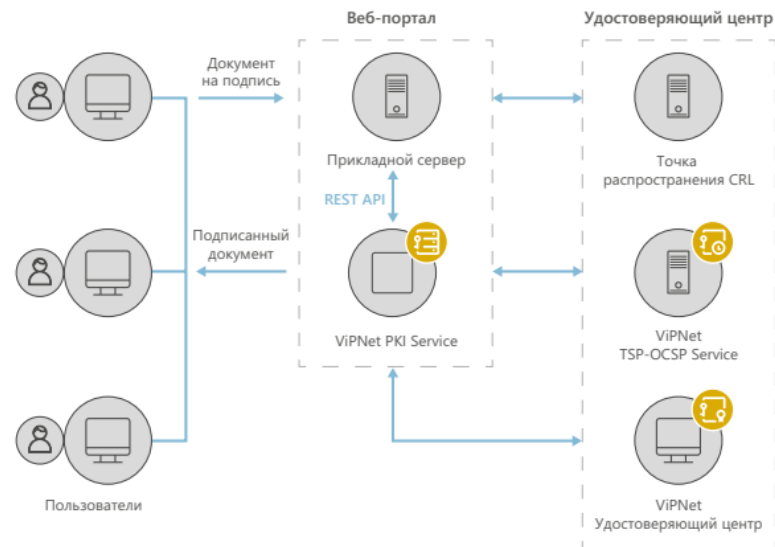 Веб-портал
Удостоверяющий центр
Документ
на подпись
Прикладной сервер
Точка
распространения CRL
REST API
Подписанный
документ
ViPNet PKI Service
ViPNet
TSP-OCSP Service
Пользователи
ViPNet
Удостоверяющий центр